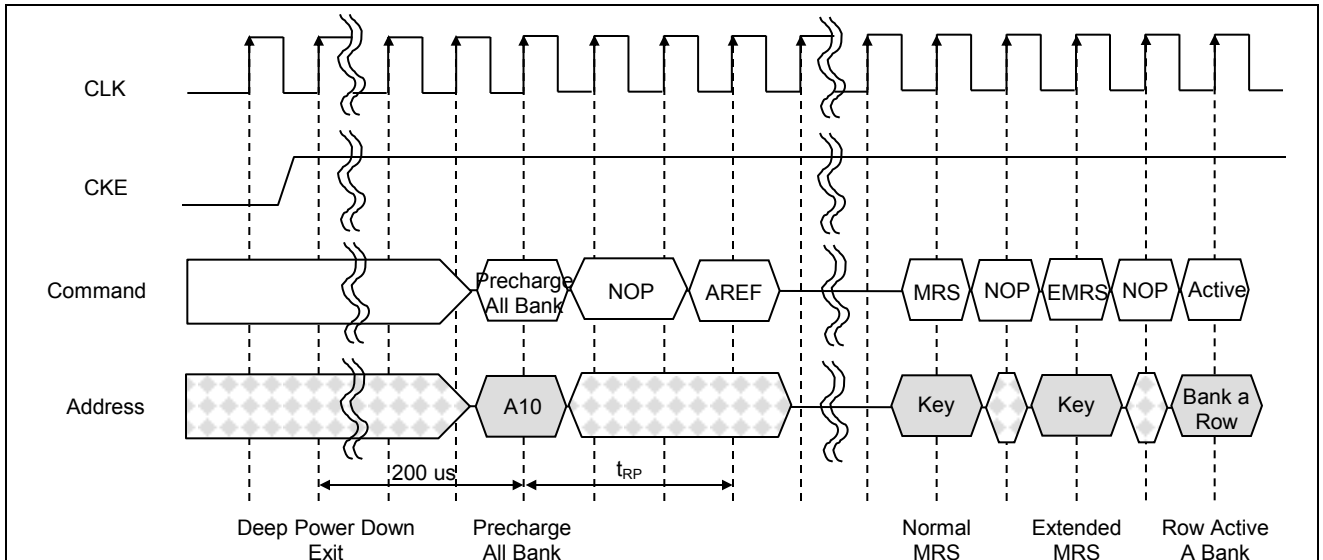 CLK
CKE
Command
Precharge
All Bank
NOP
AREF
MRS
NOP
EMRS
NOP
Active
Address
A10
Key
Key
Bank a
Row
200 us
tRP
Deep Power Down
Exit
Precharge
All Bank
Normal
MRS
Extended
MRS
Row Active
A Bank